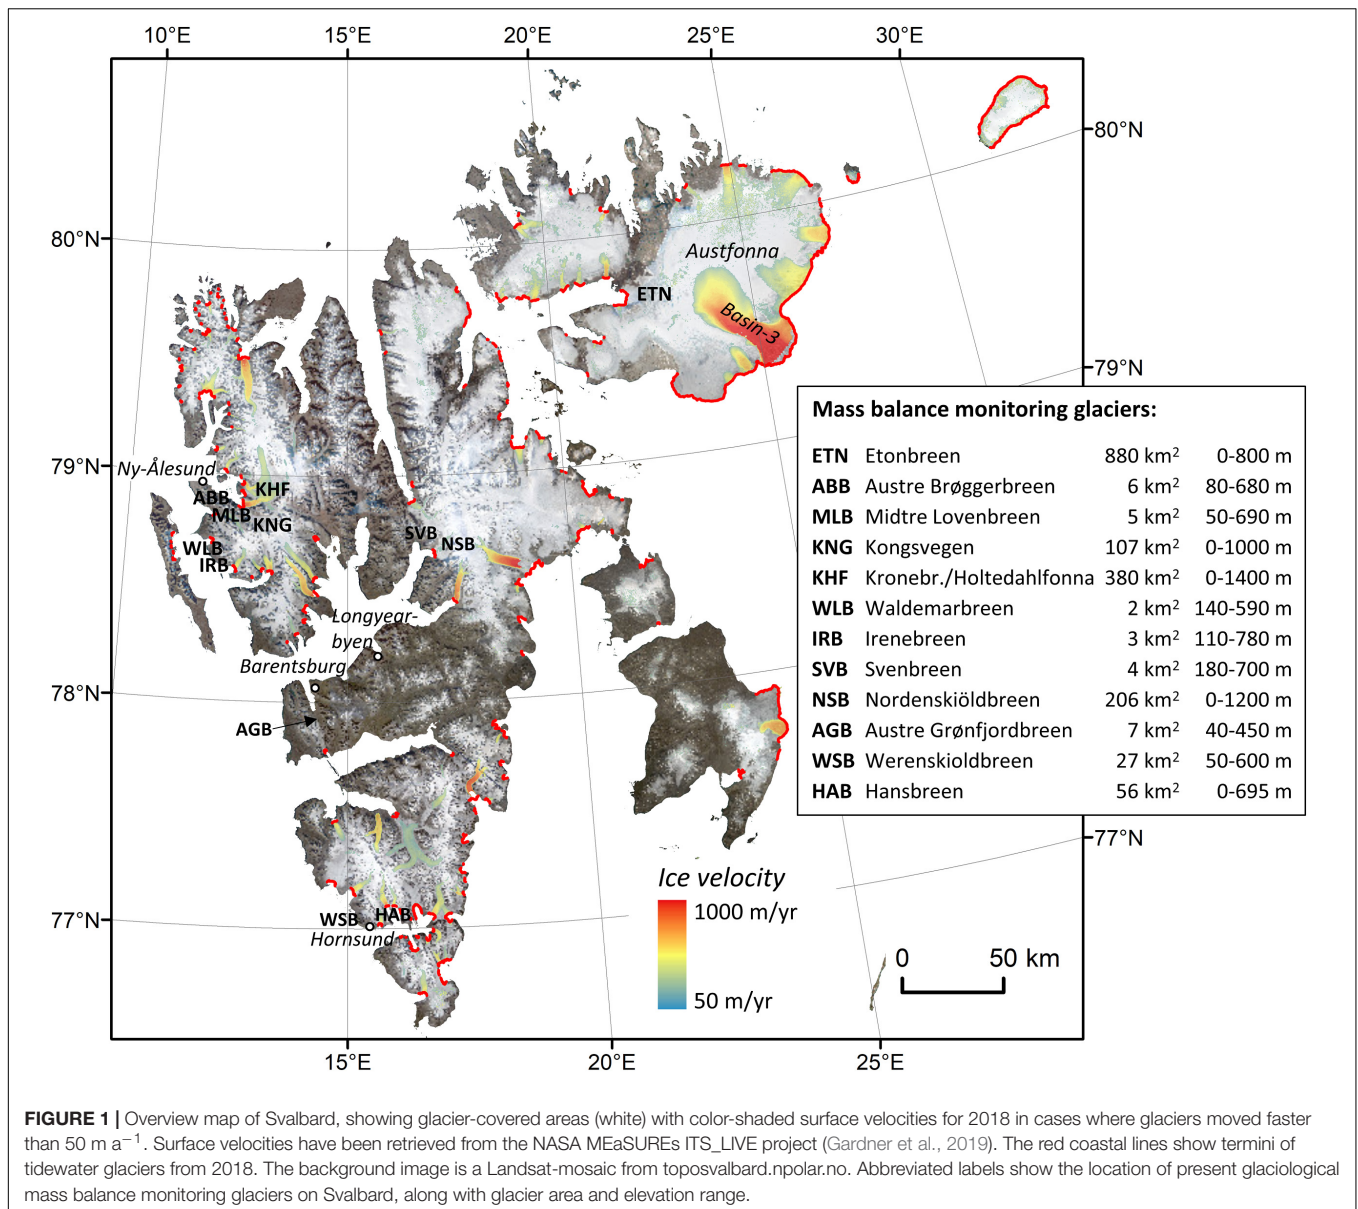 10°E 15°E 20°E 25°E 30°E
80°N
80°N
Austfonna
ETN
Basin-3
79°N
79°N
Ny-Ålesund
ABB
KHF
MLB
KNG
SVB
NSB
WLB
IRB
Longyear-
byen
Barentsburg
78°N
AGB
77°N
77°N
WSB HAB
Hornsund
Mass balance monitoring glaciers:
ETN Etonbreen 880 km² 0-800 m
ABB Austre Brøggerbreen 6 km² 80-680 m
MLB Midtre Lovenbreen 5 km² 50-690 m
KNG Kongsvegen 107 km² 0-1000 m
KHF Kronebr./Holtedahlfonna 380 km² 0-1400 m
WLB Waldemarbreen 2 km² 140-590 m
IRB Irenebreen 3 km² 110-780 m
SVB Svenbreen 4 km² 180-700 m
NSB Nordenskiöldbreen 206 km² 0-1200 m
AGB Austre Grønfjordbreen 7 km² 40-450 m
WSB Werenskioldbreen 27 km² 50-600 m
HAB Hansbreen 56 km² 0-695 m
Ice velocity
1000 m/yr
50 m/yr
0 50 km
15°E 20°E 25°E
FIGURE 1 | Overview map of Svalbard, showing glacier-covered areas (white) with color-shaded surface velocities for 2018 in cases where glaciers moved faster
than 50 m a⁻¹. Surface velocities have been retrieved from the NASA MEaSUREs ITS_LIVE project (Gardner et al., 2019). The red coastal lines show termini of
tidewater glaciers from 2018. The background image is a Landsat-mosaic from toposvalbard.npolar.no. Abbreviated labels show the location of present glaciological
mass balance monitoring glaciers on Svalbard, along with glacier area and elevation range.